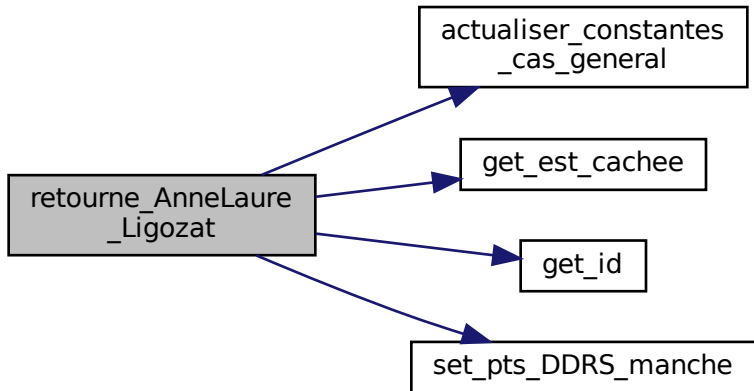 actualiser_constantes
_cas_general
get_est_cachee
retourne_AnneLaure
_Ligozat
get_id
set_pts_DDRS_manche